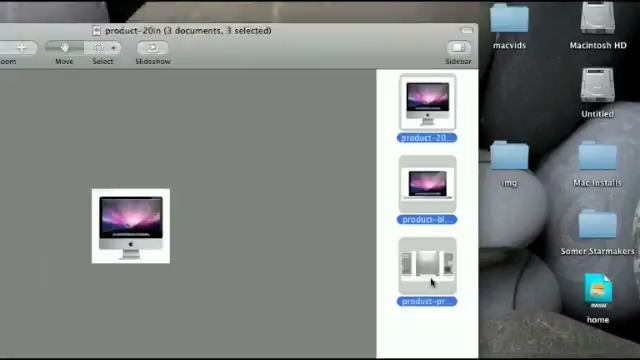 product-20in (3 documents, 3 selected)
oom
Move
Select
Slideshow
Sidebar
product-20...
product-bl...
product-pr...
macvids
Macintosh HD
Untitled
img
Mac Installs
Somer Starmakers
home